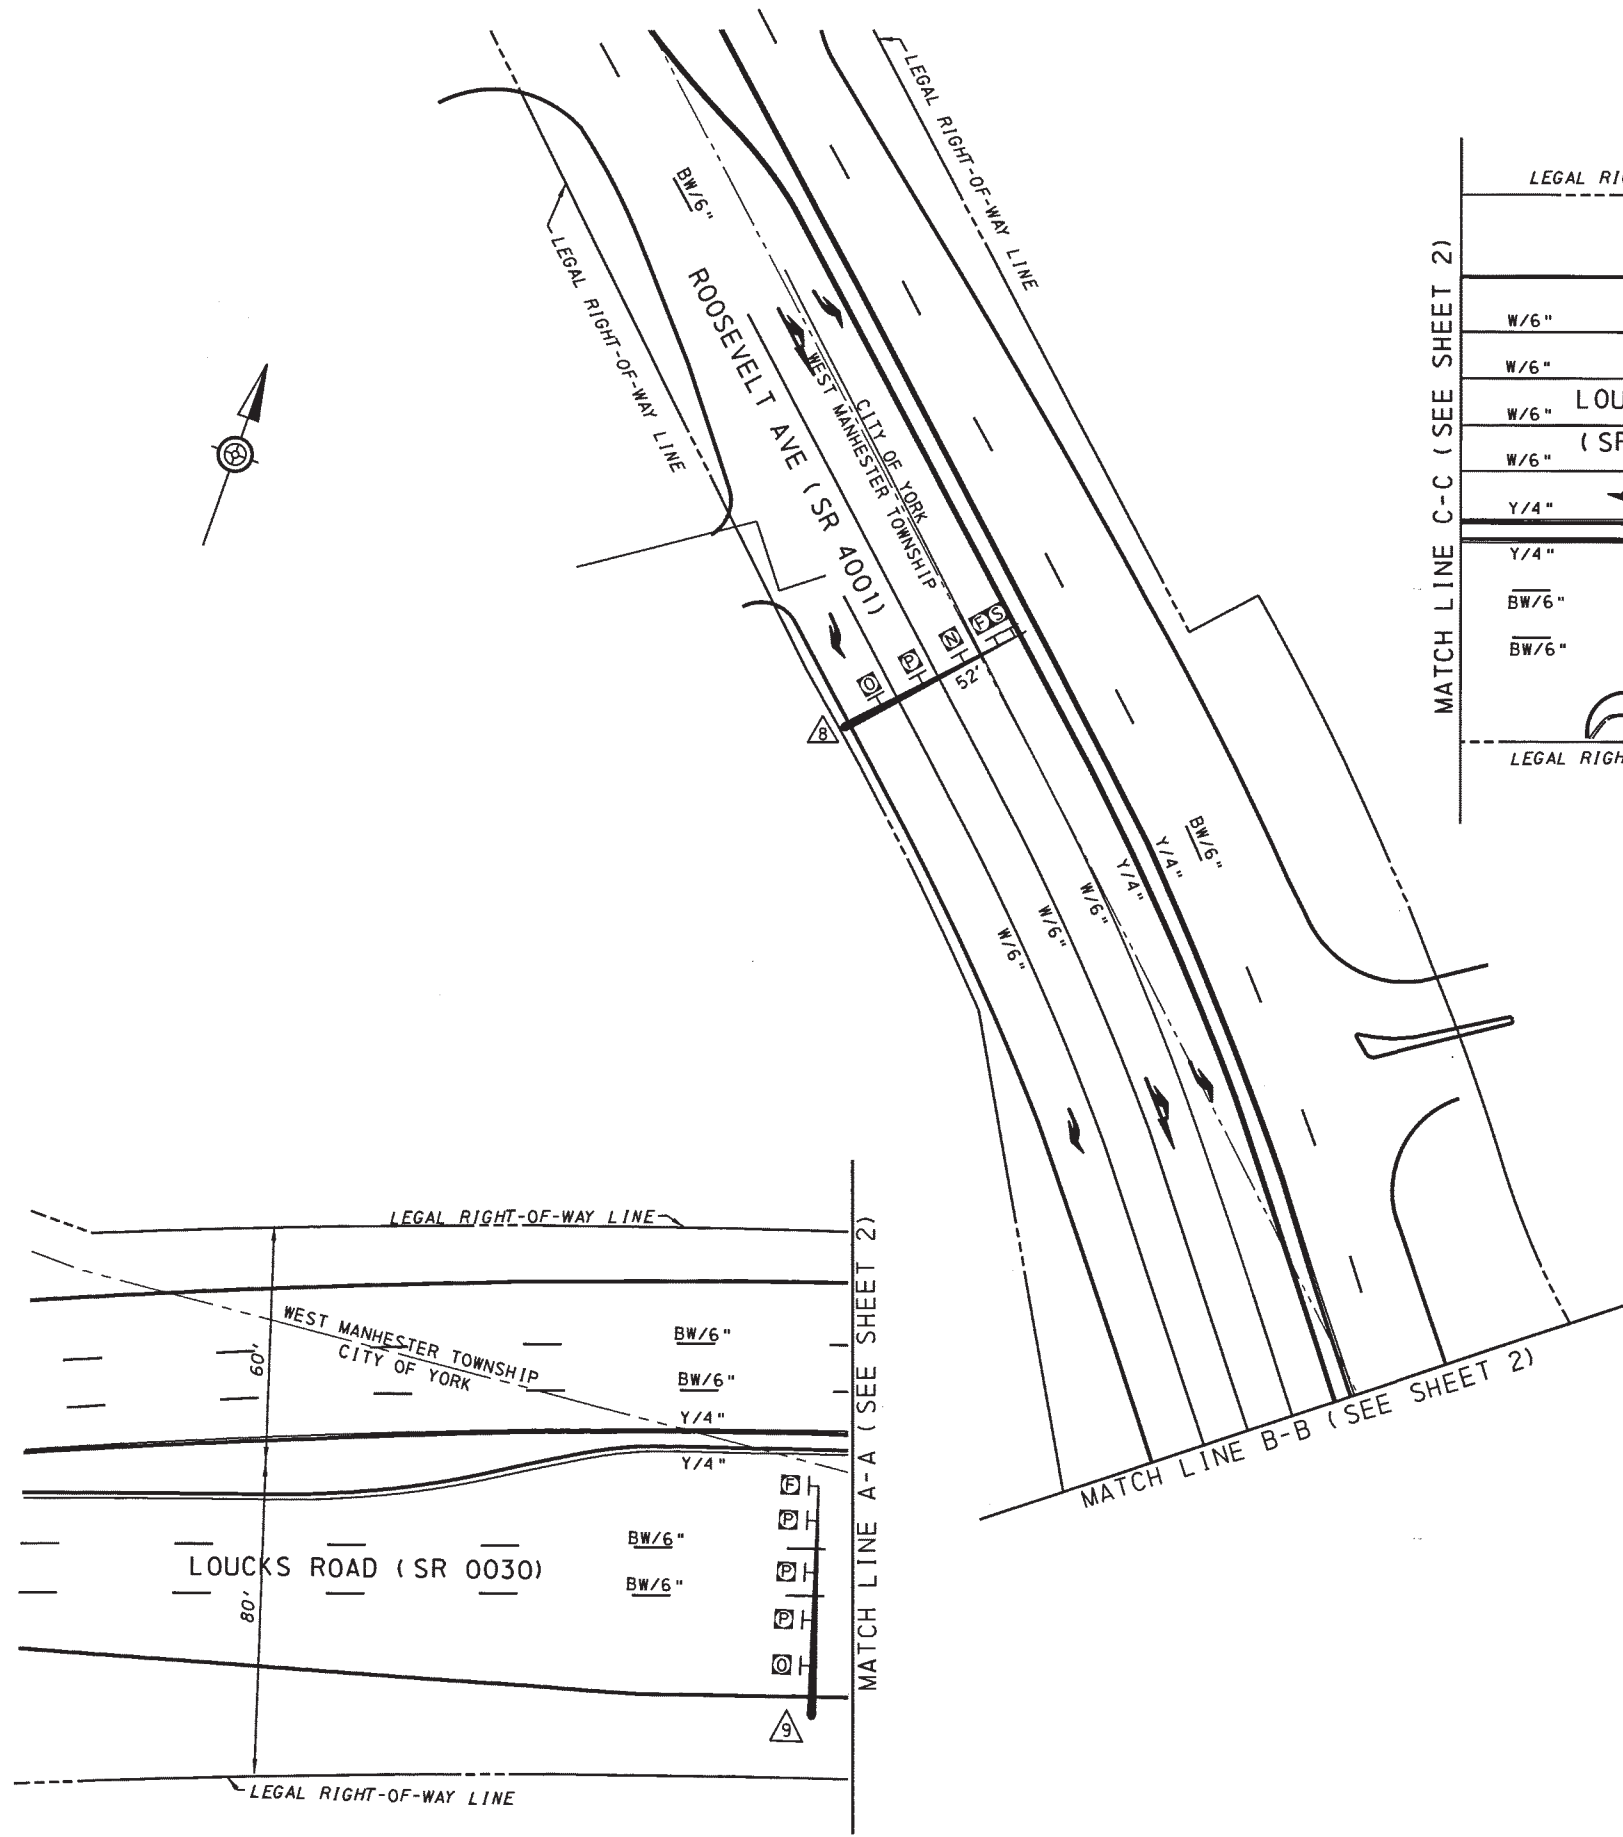 LEGAL RIGHT-OF-WAY LINE
LEGAL RIGHT-OF-WAY LINE
BW/6"
ROOSEVELT AVE (SR 4001)
CITY OF YORK
WEST MANHESTER TOWNSHIP
O
P
N
F S
52'
8
BW/6"
Y/4"
Y/4"
W/6"
W/6"
W/6"
MATCH LINE B-B (SEE SHEET 2)
MATCH LINE C-C (SEE SHEET 2)
LEGAL RI
W/6"
W/6"
W/6"
LOU
(SR
W/6"
Y/4"
Y/4"
BW/6"
BW/6"
LEGAL RIGH
LEGAL RIGHT-OF-WAY LINE
WEST MANHESTER TOWNSHIP
CITY OF YORK
60'
BW/6"
BW/6"
Y/4"
Y/4"
F
P
BW/6"
LOUCKS ROAD (SR 0030)
P
BW/6"
80'
P
O
9
MATCH LINE A-A (SEE SHEET 2)
LEGAL RIGHT-OF-WAY LINE